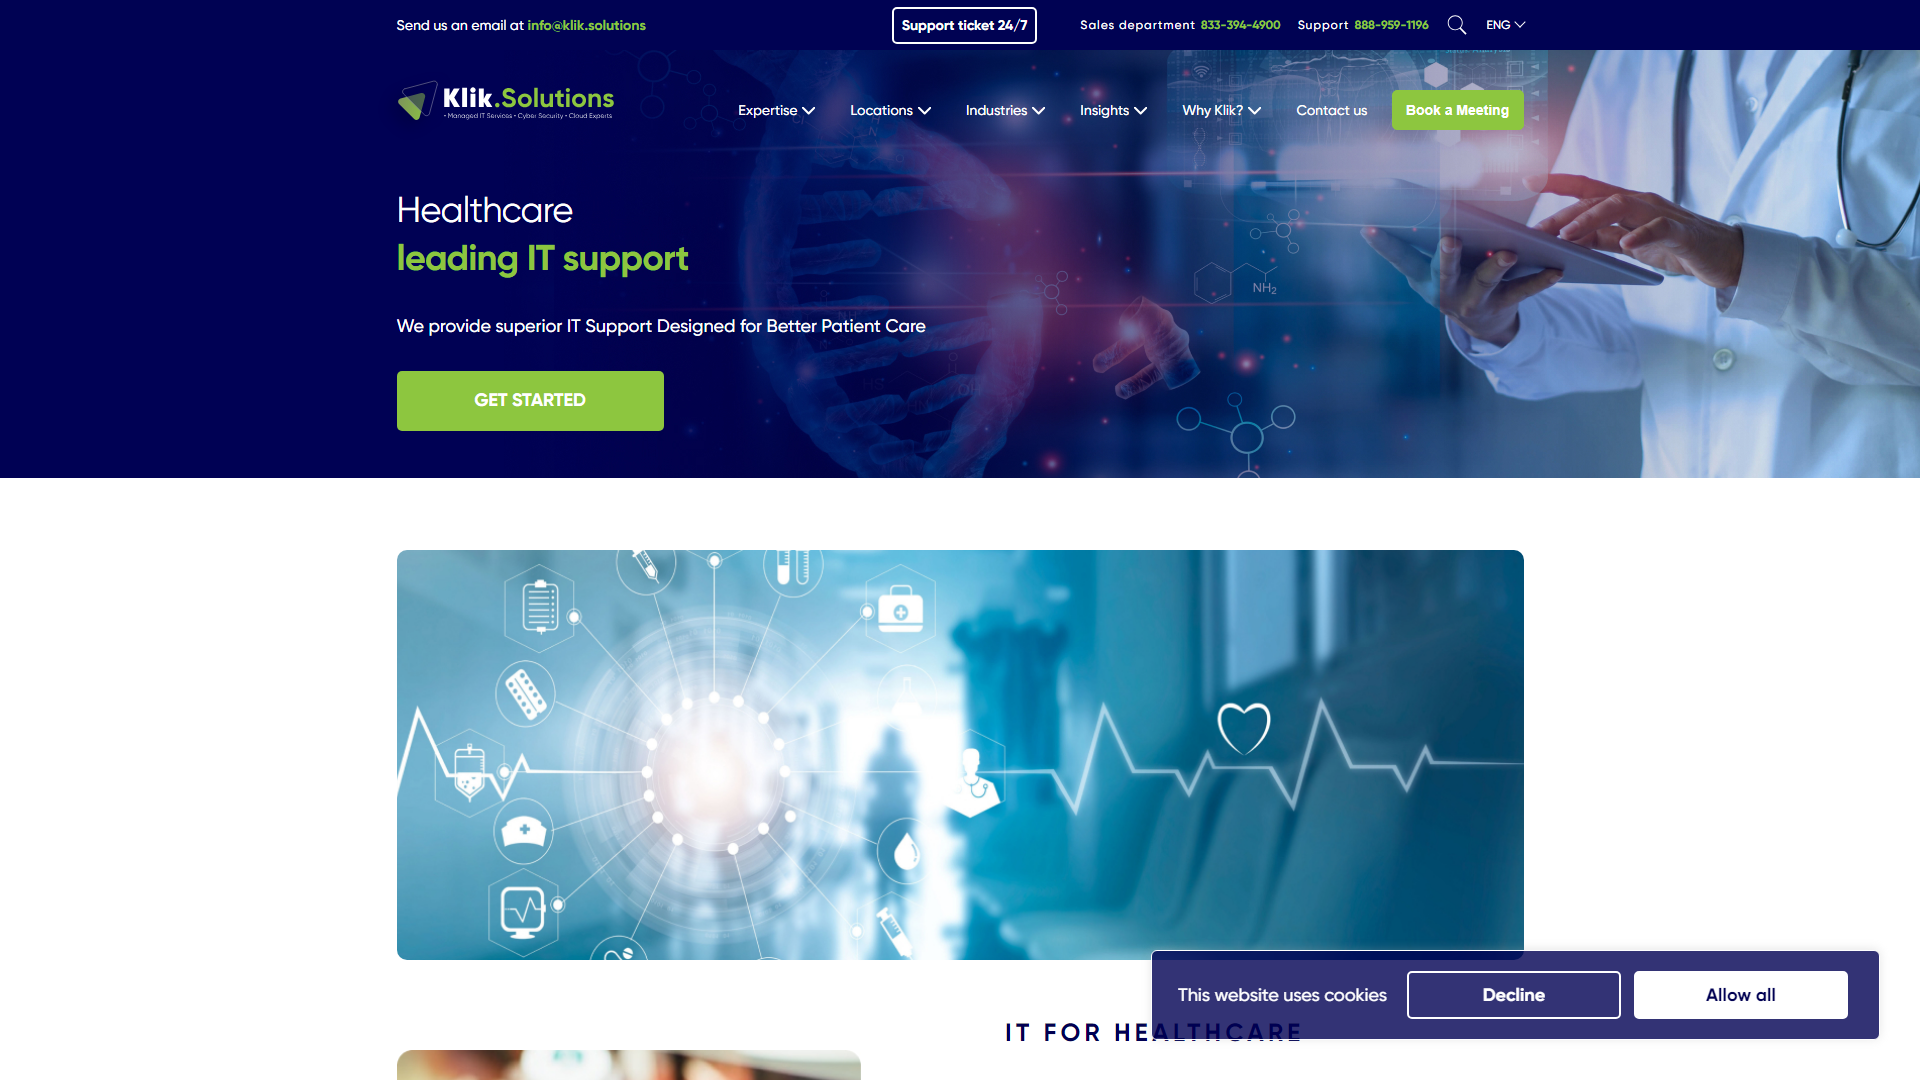 Send us an email at info@klik.solutions
Support ticket 24/7
Sales department 833-394-4900
Support 888-959-1196
ENG
Klik.Solutions
• Managed IT Services • Cyber Security • Cloud Experts
Expertise
Locations
Industries
Insights
Why Klik?
Contact us
Book a Meeting
Healthcare
leading IT support
NH2
We provide superior IT Support Designed for Better Patient Care
GET STARTED
This website uses cookies
Decline
Allow all
IT FOR HEALTHCARE